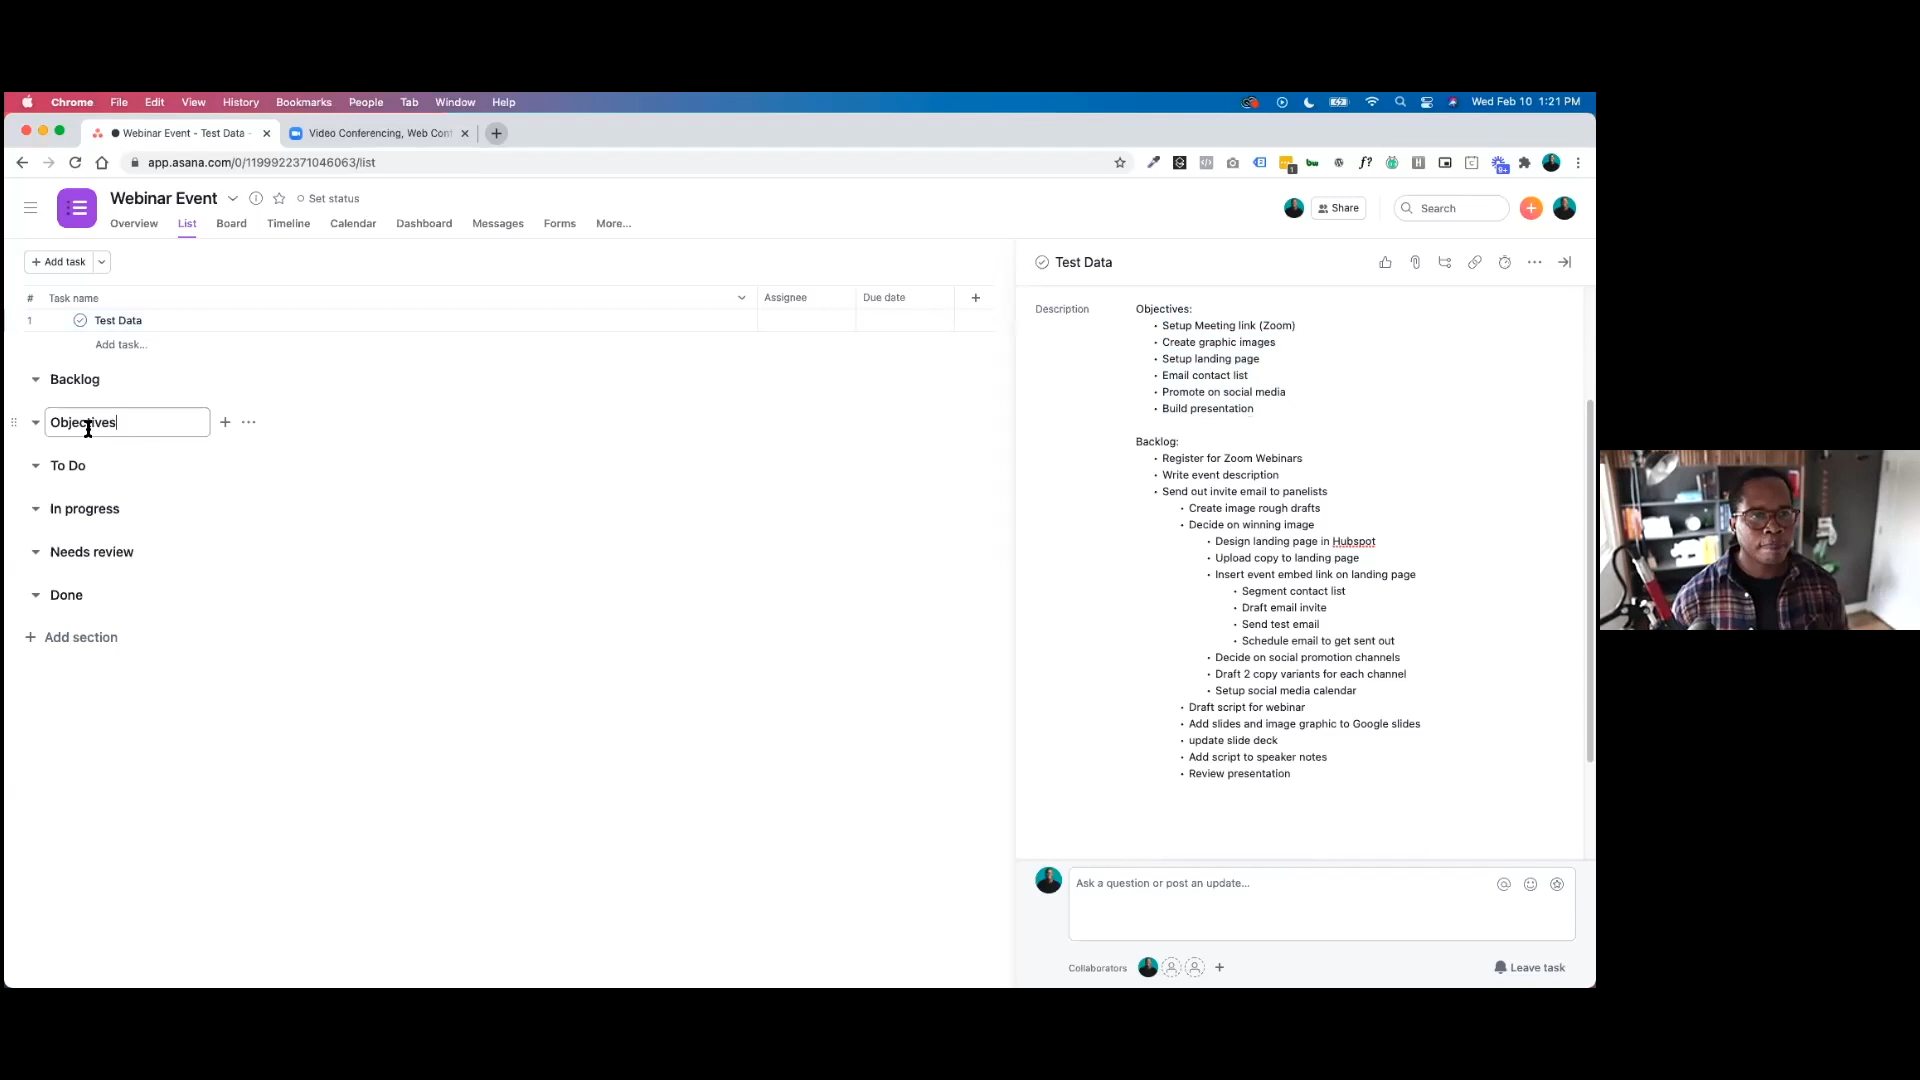 Chrome File Edit View History Bookmarks People Tab Window Help
Wed Feb 10 1:21 PM
Webinar Event - Test Data -
Video Conferencing, Web Con
app.asana.com/0/1199922371046063/list
Webinar Event
Set status
Overview List Board Timeline Calendar Dashboard Messages Forms More...
Share
Search
+ Add task
# Task name Assignee Due date +
1 Test Data
Add task...
Backlog
Objectives
To Do
In progress
Needs review
Done
+ Add section
Test Data
Description
Objectives:
• Setup Meeting link (Zoom)
• Create graphic images
• Setup landing page
• Email contact list
• Promote on social media
• Build presentation
Backlog:
• Register for Zoom Webinars
• Write event description
• Send out invite email to panelists
• Create image rough drafts
• Decide on winning image
• Design landing page in Hubspot
• Upload copy to landing page
• Insert event embed link on landing page
• Segment contact list
• Draft email invite
• Send test email
• Schedule email to get sent out
• Decide on social promotion channels
• Draft 2 copy variants for each channel
• Setup social media calendar
• Draft script for webinar
• Add slides and image graphic to Google slides
• update slide deck
• Add script to speaker notes
• Review presentation
Ask a question or post an update...
Collaborators
Leave task